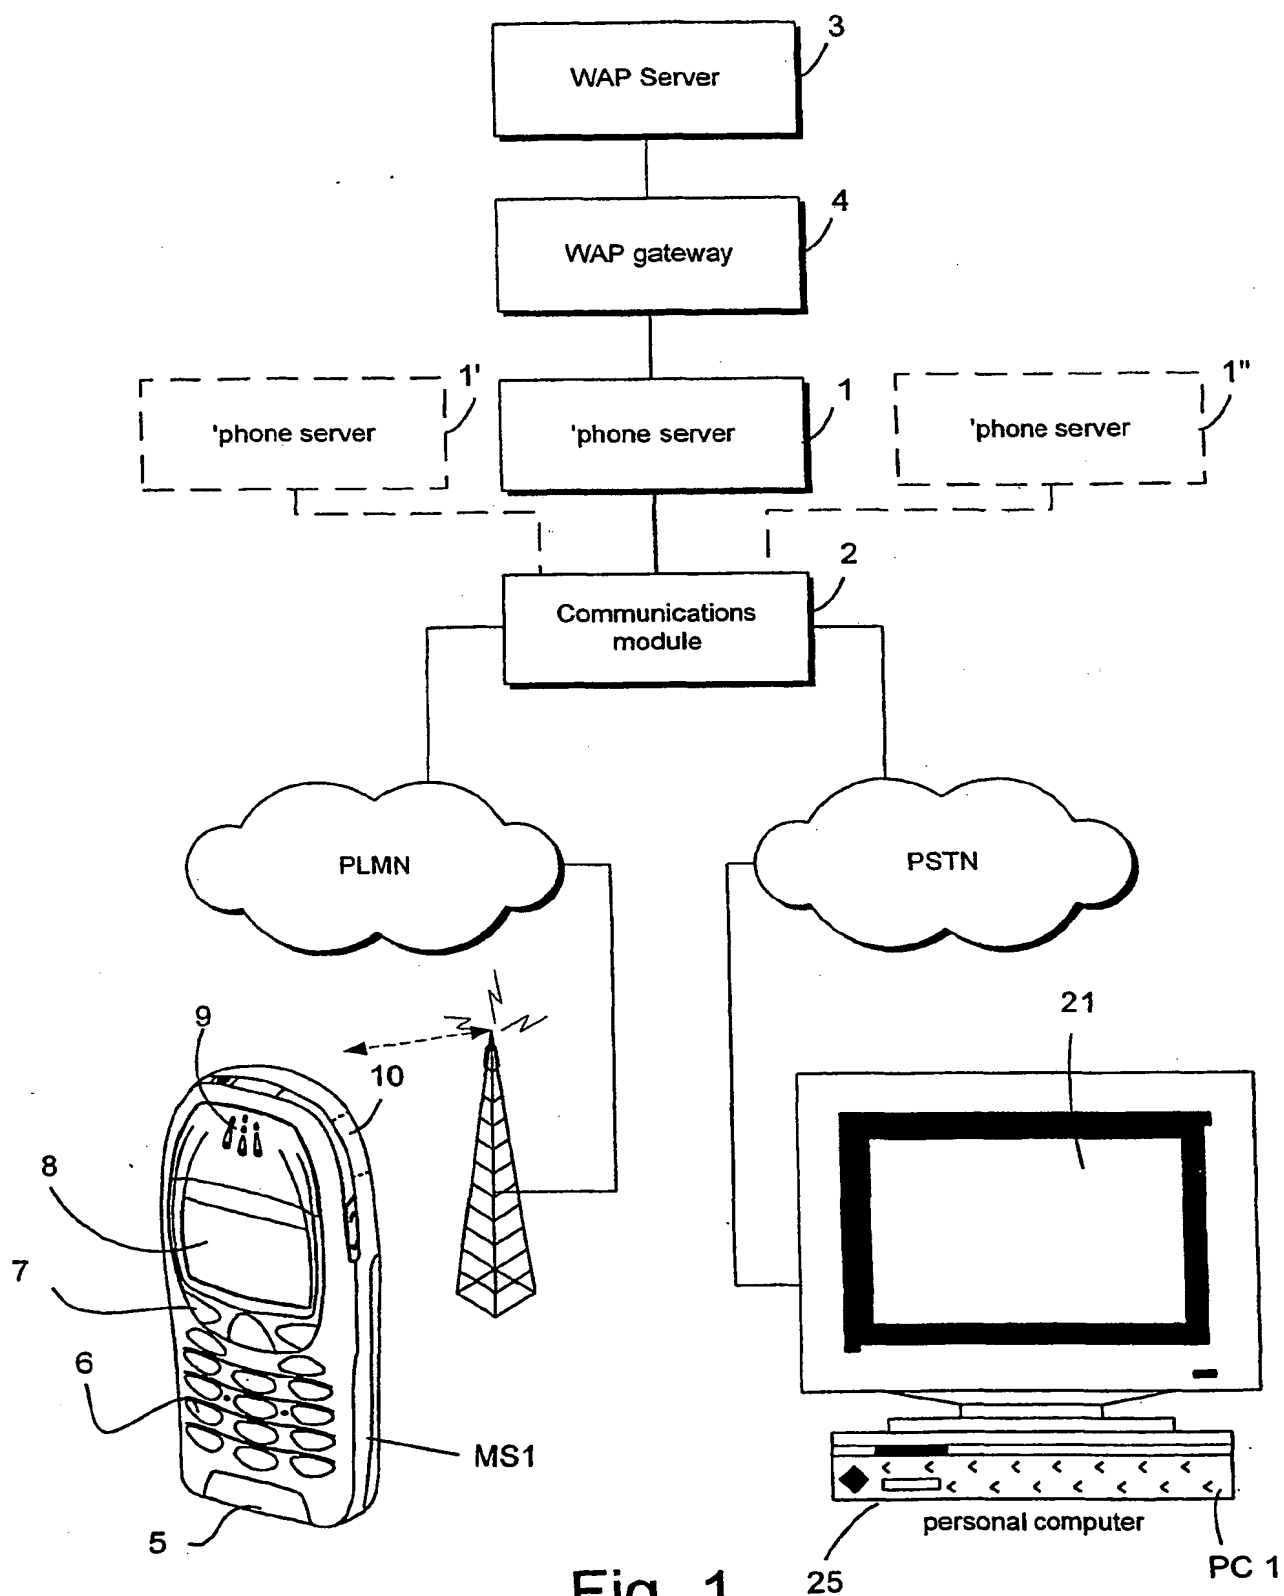 3
WAP Server
4
WAP gateway
1'
'phone server
1
'phone server
1"
'phone server
2
Communications
module
PLMN
PSTN
9
10
21
8
7
6
MS1
5
personal computer
25
PC 1
Fig. 1